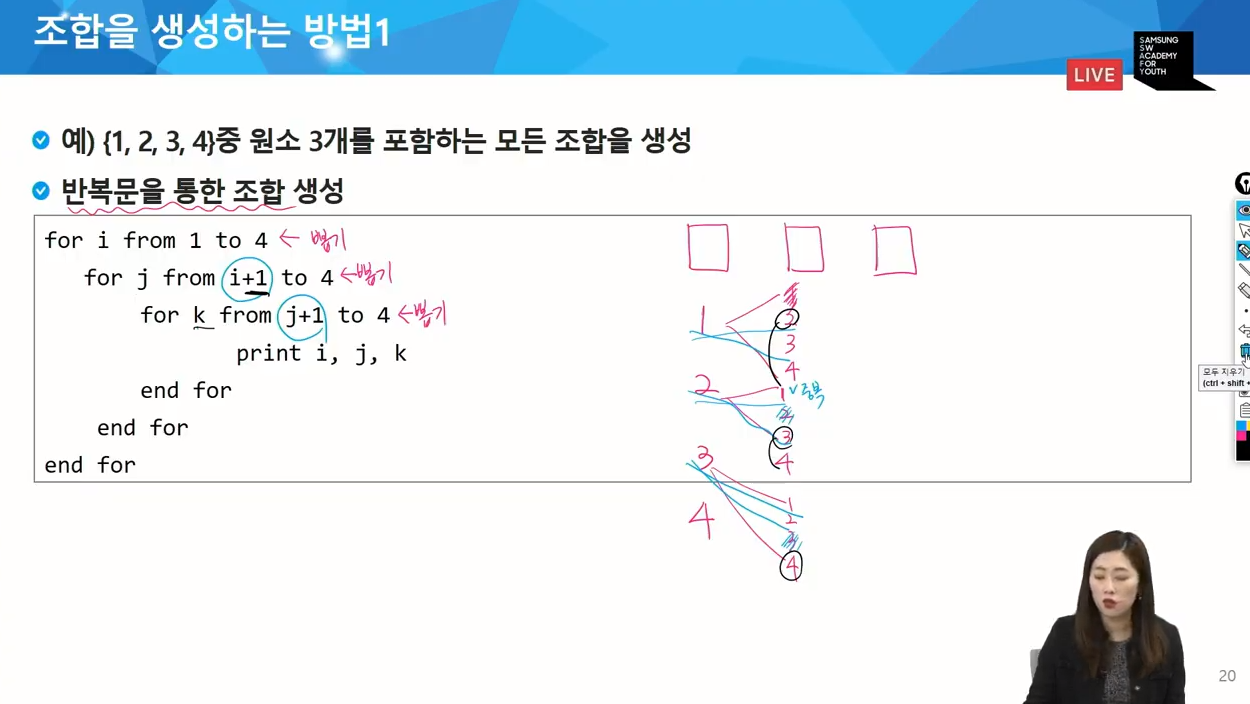 조합을 생성하는 방법1
SAMSUNG
SW
ACADEMY
FOR
YOUTH
LIVE
예) {1, 2, 3, 4}중 원소 3개를 포함하는 모든 조합을 생성
반복문을 통한 조합 생성
for i from 1 to 4 ← 뽑기
for j from i+1 to 4 ← 뽑기
for k from j+1 to 4 ← 뽑기
print i, j, k
end for
end for
end for
1
2
3
4
2
3
4
1 v 중복
3
4
1
2
4
모두 지우기
(ctrl + shift +
20